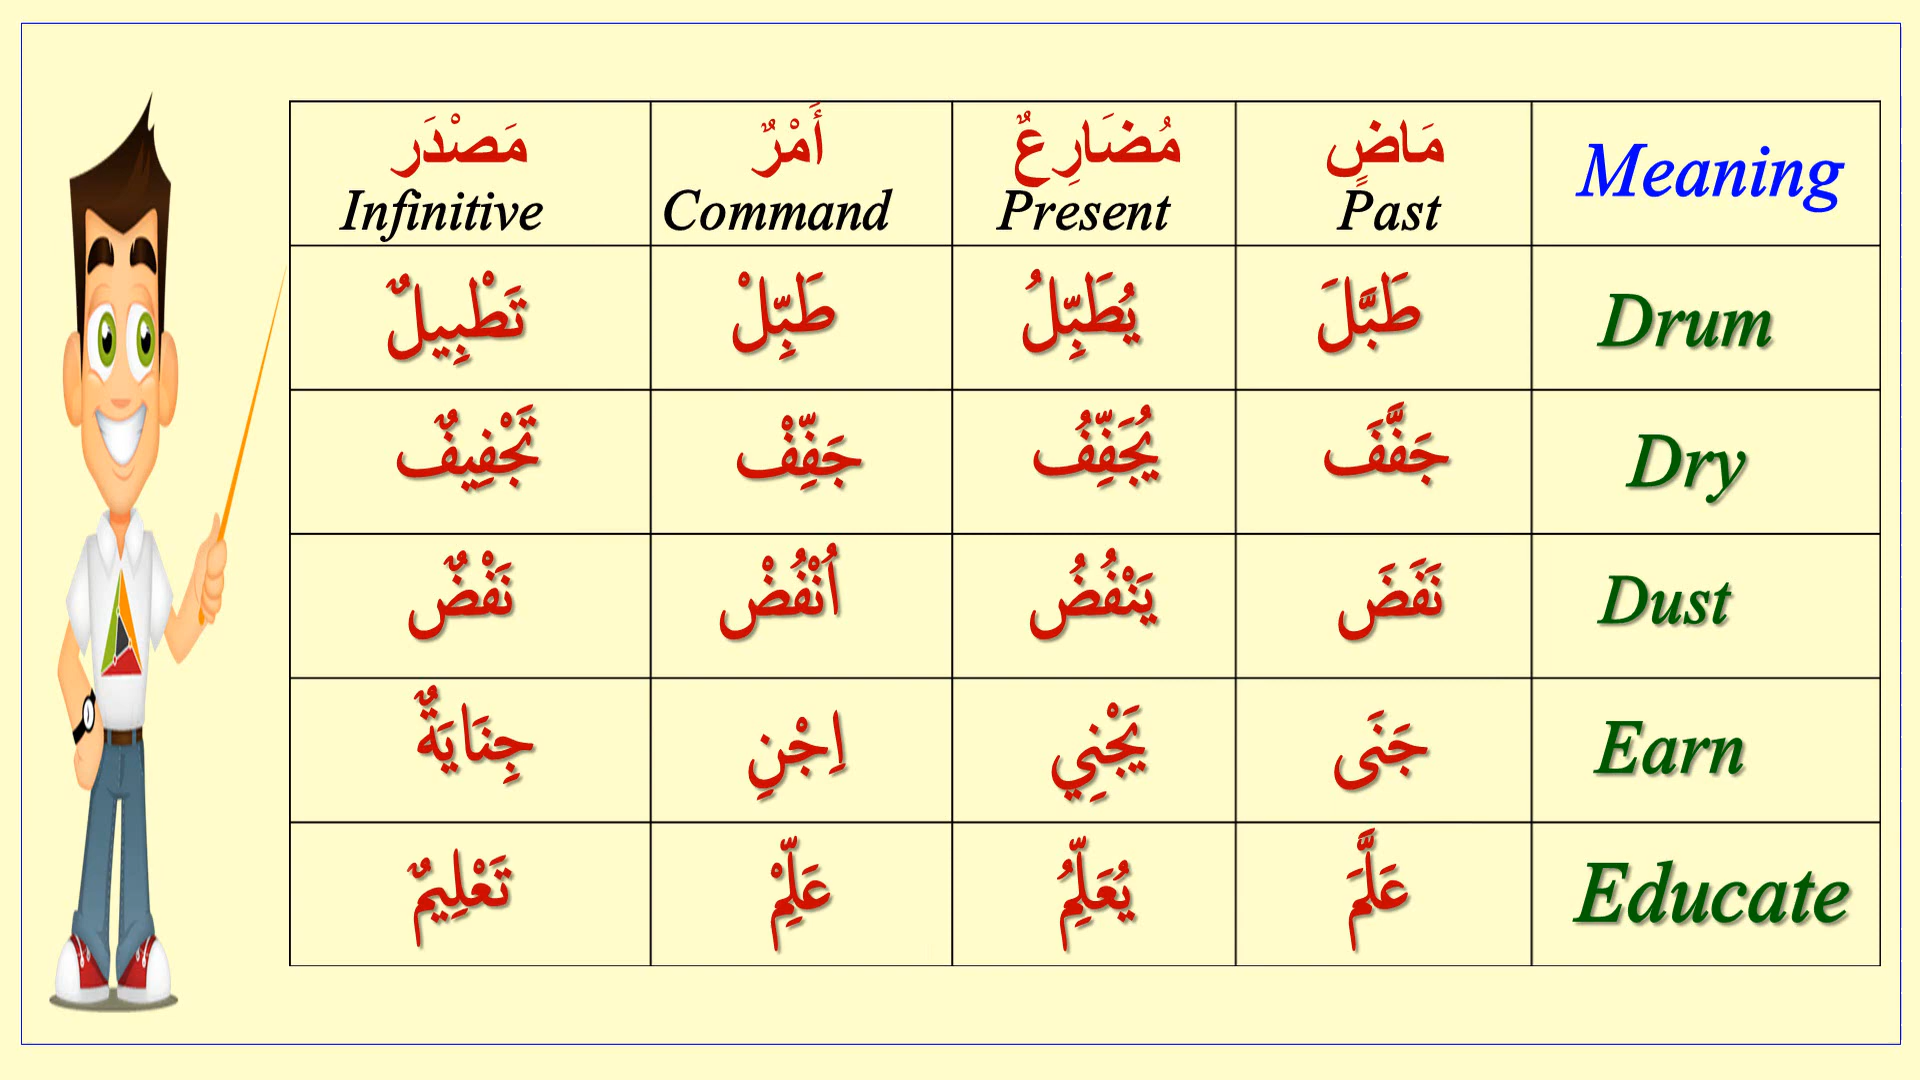 مَصْدَر أَمْرٌ مُضَارِعٌ مَاضٍ Meaning
Infinitive Command Present Past
تَطْبِيلٌ طَبِّلْ يُطَبِّلُ طَبَّلَ Drum
تَجْفِيفٌ جَفِّفْ يُجَفِّفُ جَفَّفَ Dry
نَفْضٌ اُنْفُضْ يَنْفُضُ نَفَضَ Dust
جِنَايَةٌ اِجْنِ يَجْنِي جَنَى Earn
تَعْلِيمٌ عَلِّمْ يُعَلِّمُ عَلَّمَ Educate